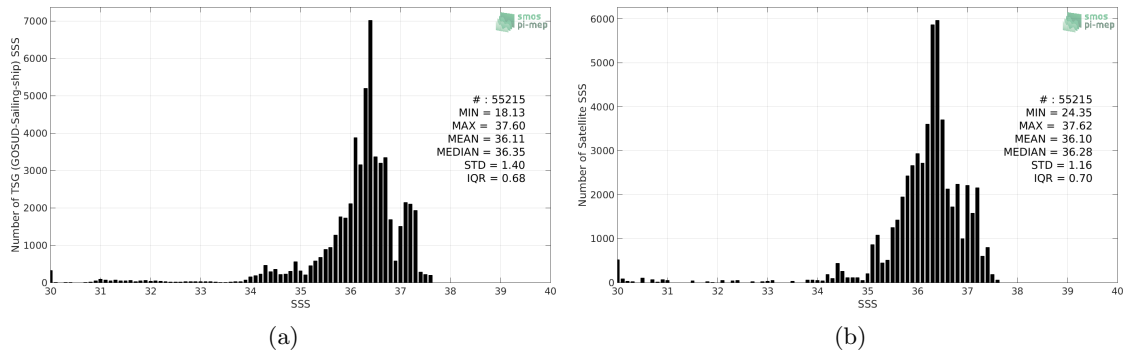 smos
pi-mep
Number of TSG (GOSUD-Sailing-ship) SSS
7000
6000
5000
4000
3000
2000
1000
0
# : 55215
MIN = 18.13
MAX = 37.60
MEAN = 36.11
MEDIAN = 36.35
STD = 1.40
IQR = 0.68
30 31 32 33 34 35 36 37 38 39 40
SSS
(a)
smos
pi-mep
Number of Satellite SSS
6000
5000
4000
3000
2000
1000
0
# : 55215
MIN = 24.35
MAX = 37.62
MEAN = 36.10
MEDIAN = 36.28
STD = 1.16
IQR = 0.70
30 31 32 33 34 35 36 37 38 39 40
SSS
(b)